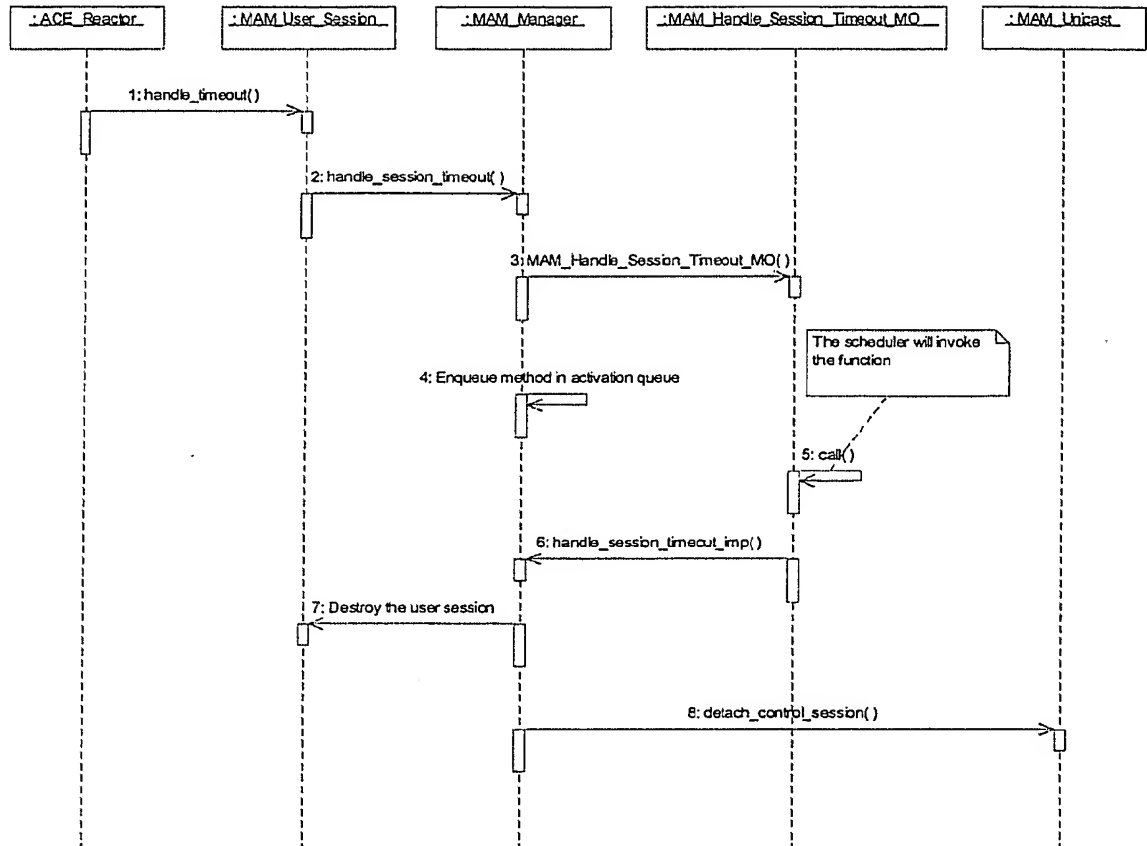 : ACE_Reactor
: MAM_User_Session
: MAM_Manager
: MAM_Handle_Session_Timeout_MO
: MAM_Unicast
1: handle_timeout()
2: handle_session_timeout( )
3: MAM_Handle_Session_Timeout_MO( )
The scheduler will invoke
the function
4: Enqueue method in activation queue
5: call( )
6: handle_session_timeout_imp( )
7: Destroy the user session
8: detach_control_session( )